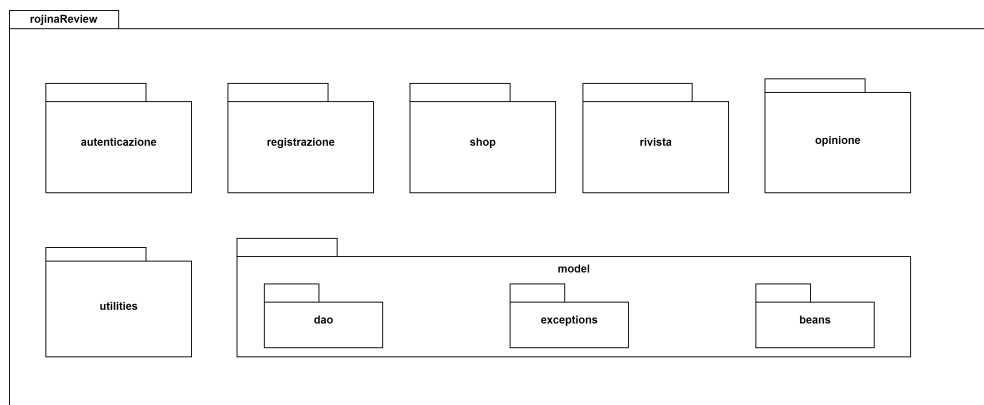 rojinaReview
autenticazione
registrazione
shop
rivista
opinione
utilities
model
dao
exceptions
beans